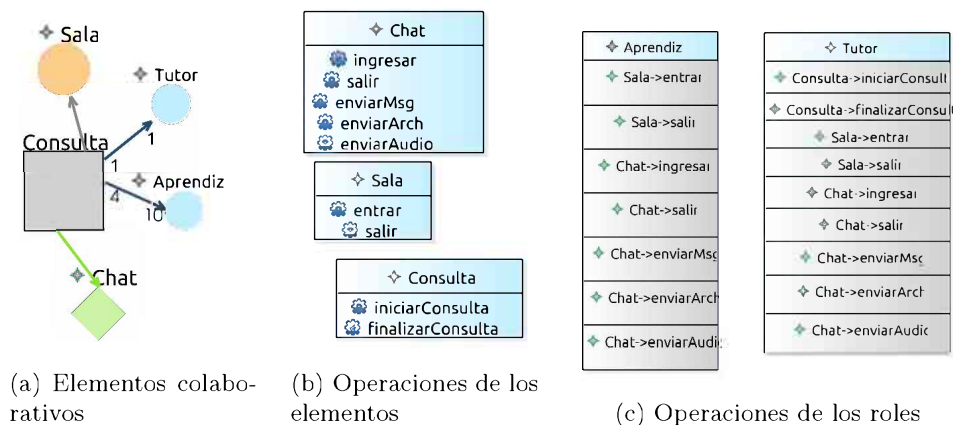 Sala
Tutor
Consulta
1
1
Aprendiz
4
10
Chat
(a) Elementos colabo-
rativos
Chat
ingresar
salir
enviarMsg
enviarArch
enviarAudio
Sala
entrar
salir
Consulta
iniciarConsulta
finalizarConsulta
(b) Operaciones de los
elementos
Aprendiz
Sala->entrar
Sala->salir
Chat->ingresar
Chat->salir
Chat->enviarMsg
Chat->enviarArch
Chat->enviarAudio
Tutor
Consulta->iniciarConsult
Consulta->finalizarConsul
Sala->entrar
Sala->salir
Chat->ingresar
Chat->salir
Chat->enviarMsg
Chat->enviarArch
Chat->enviarAudio
(c) Operaciones de los roles